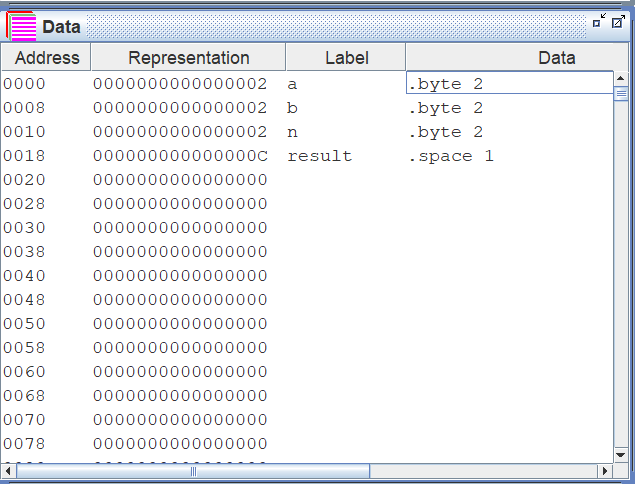 Data
Address Representation Label Data
0000 0000000000000002 a .byte 2
0008 0000000000000002 b .byte 2
0010 0000000000000002 n .byte 2
0018 000000000000000C result .space 1
0020 0000000000000000
0028 0000000000000000
0030 0000000000000000
0038 0000000000000000
0040 0000000000000000
0048 0000000000000000
0050 0000000000000000
0058 0000000000000000
0060 0000000000000000
0068 0000000000000000
0070 0000000000000000
0078 0000000000000000